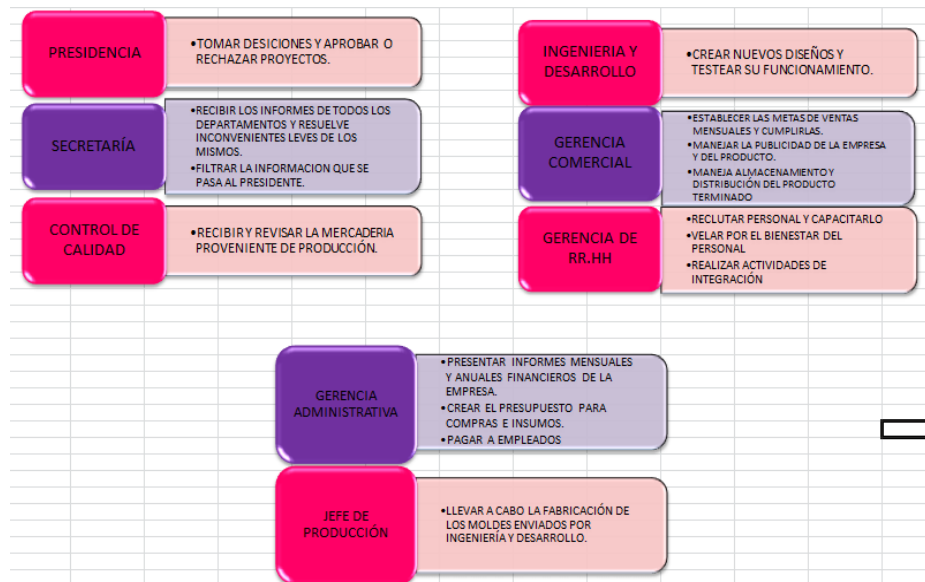 PRESIDENCIA
•TOMAR DESICIONES Y APROBAR O
RECHAZAR PROYECTOS.
SECRETARÍA
•RECIBIR LOS INFORMES DE TODOS LOS
DEPARTAMENTOS Y RESUELVE
INCONVENIENTES LEVES DE LOS
MISMOS.
•FILTRAR LA INFORMACION QUE SE
PASA AL PRESIDENTE.
CONTROL DE
CALIDAD
•RECIBIR Y REVISAR LA MERCADERIA
PROVENIENTE DE PRODUCCIÓN.
INGENIERIA Y
DESARROLLO
•CREAR NUEVOS DISEÑOS Y
TESTEAR SU FUNCIONAMIENTO.
GERENCIA
COMERCIAL
•ESTABLECER LAS METAS DE VENTAS
MENSUALES Y CUMPLIRLAS.
•MANEJAR LA PUBLICIDAD DE LA EMPRESA
Y DEL PRODUCTO.
•MANEJA ALMACENAMIENTO Y
DISTRIBUCIÓN DEL PRODUCTO
TERMINADO
GERENCIA DE
RR.HH
•RECLUTAR PERSONAL Y CAPACITARLO
•VELAR POR EL BIENESTAR DEL
PERSONAL
•REALIZAR ACTIVIDADES DE
INTEGRACIÓN
GERENCIA
ADMINISTRATIVA
•PRESENTAR INFORMES MENSUALES
Y ANUALES FINANCIEROS DE LA
EMPRESA.
•CREAR EL PRESUPUESTO PARA
COMPRAS E INSUMOS.
•PAGAR A EMPLEADOS
JEFE DE
PRODUCCIÓN
•LLEVAR A CABO LA FABRICACIÓN DE
LOS MOLDES ENVIADOS POR
INGENIERÍA Y DESARROLLO.